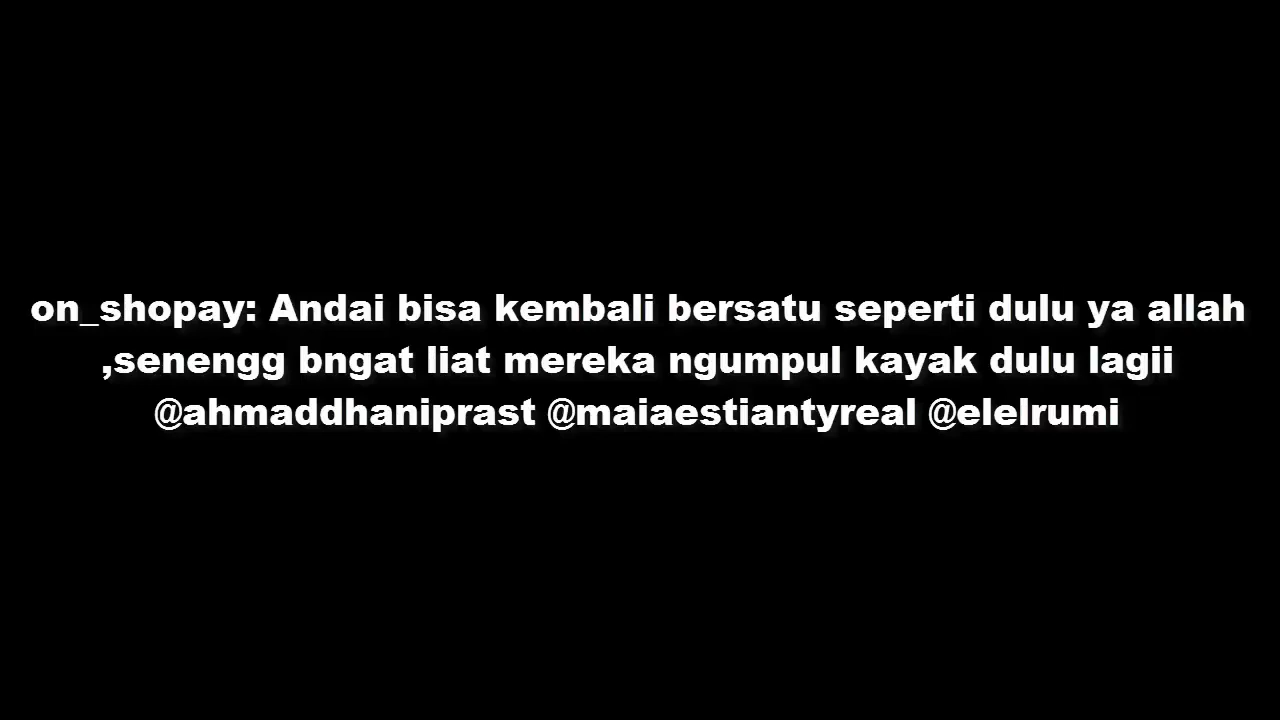 on_shopay: Andai bisa kembali bersatu seperti dulu ya allah
,senengg bngat liat mereka ngumpul kayak dulu lagii
@ahmaddhaniprast @maiaestiantyreal @elelrumi